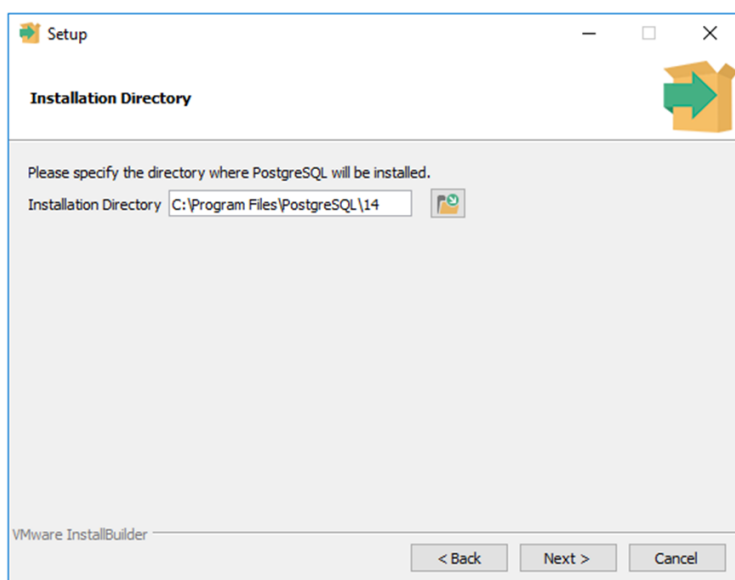 Setup
Installation Directory
Please specify the directory where PostgreSQL will be installed.
Installation Directory C:\Program Files\PostgreSQL\14
VMware InstallBuilder
< Back Next > Cancel